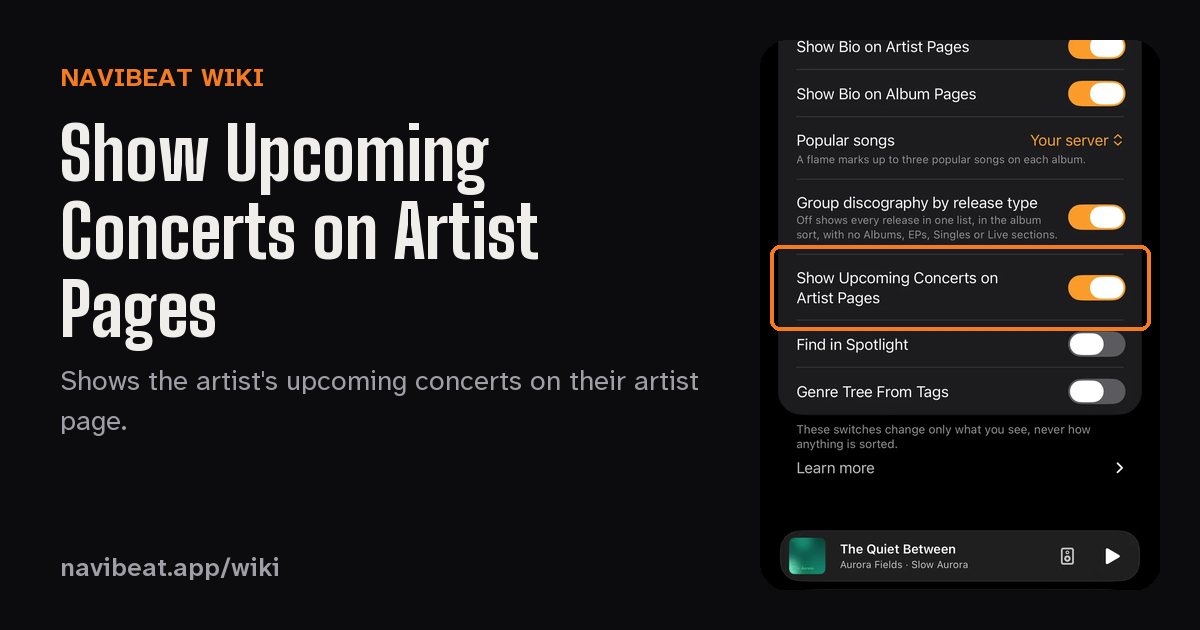 NAVIBEAT WIKI
Show Upcoming
Concerts on Artist
Pages
Shows the artist's upcoming concerts on their artist
page.
navibeat.app/wiki
Show Bio on Artist Pages
Show Bio on Album Pages
Popular songs
Your server
A flame marks up to three popular songs on each album.
Group discography by release type
Off shows every release in one list, in the album
sort, with no Albums, EPs, Singles or Live sections.
Show Upcoming Concerts on
Artist Pages
Find in Spotlight
Genre Tree From Tags
These switches change only what you see, never how
anything is sorted.
Learn more
The Quiet Between
Aurora Fields · Slow Aurora